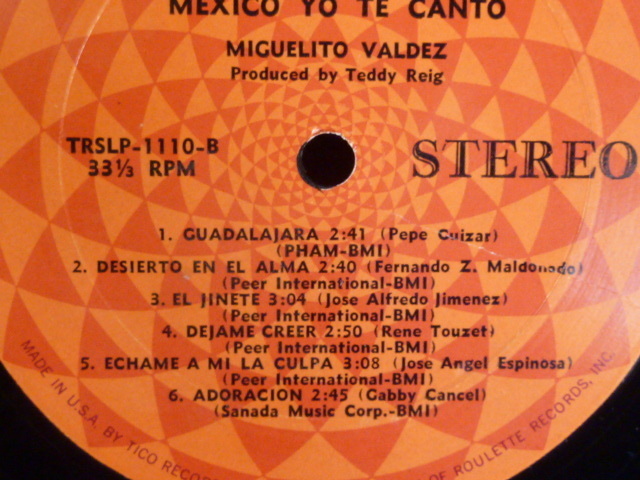 MEXICO YO TE CANTO
MIGUELITO VALDEZ
Produced by Teddy Reig
TRSLP-1110-B
33⅓ RPM
STEREO
1. GUADALAJARA 2:41 (Pepe Guizar)
(PHAM-BMI)
2. DESIERTO EN EL ALMA 2:40 (Fernando Z. Maldonado)
(Peer International-BMI)
3. EL JINETE 3:04 (Jose Alfredo Jimenez)
(Peer International-BMI)
4. DEJAME CREER 2:50 (Rene Touzet)
(Peer International-BMI)
5. ECHAME A MI LA CULPA 3:08 (Jose Angel Espinosa)
(Peer International-BMI)
6. ADORACION 2:45 (Gabby Cancel)
(Sanada Music Corp.-BMI)
MADE IN U.S.A. BY TICO RECORDS OF ROULETTE RECORDS, INC.